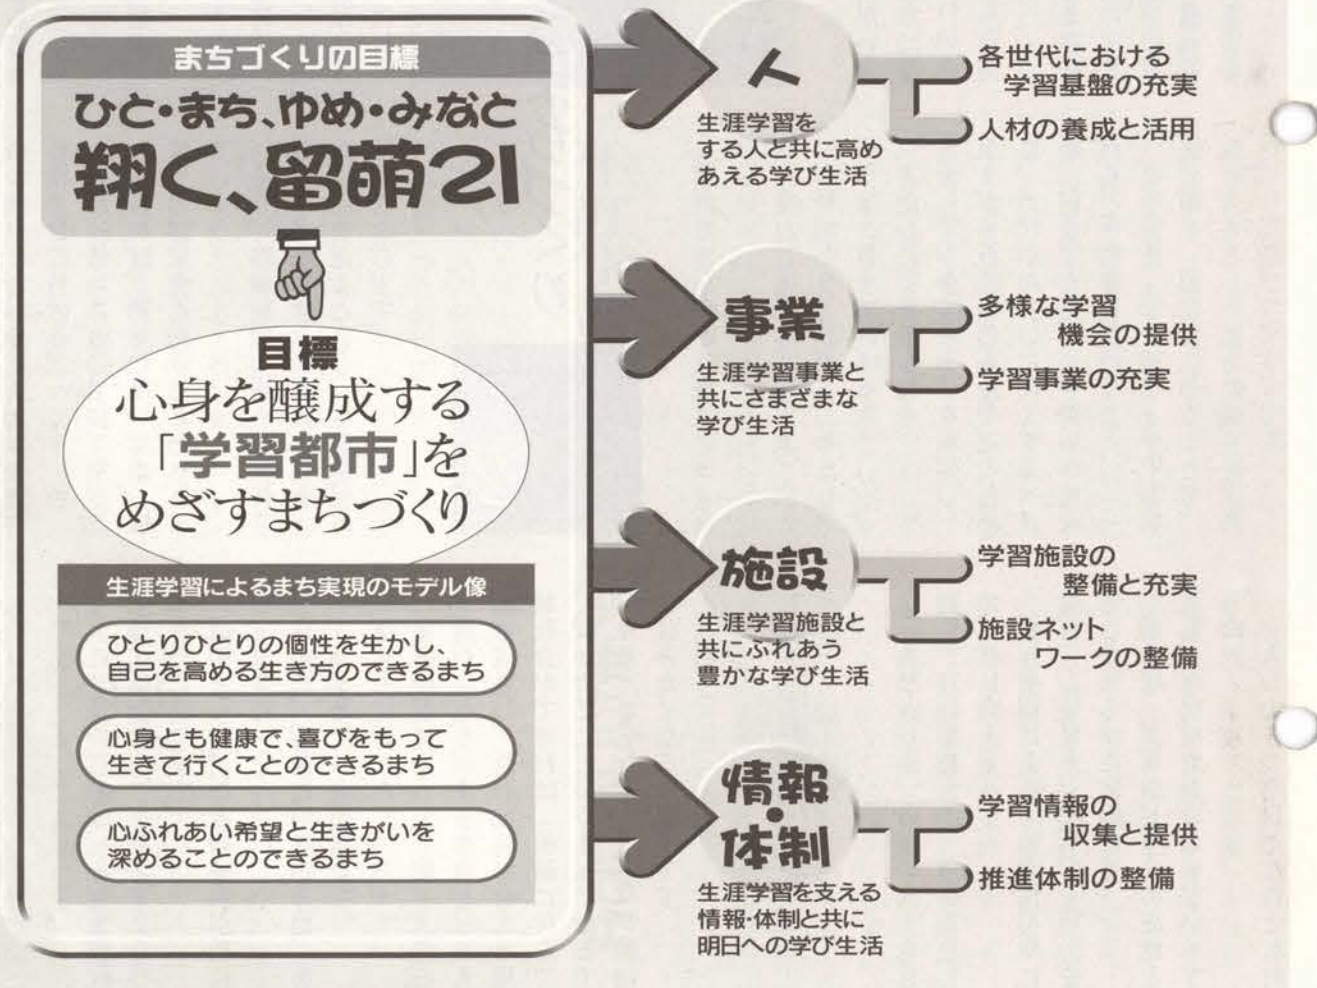 まちづくりの目標
ひと・まち、ゆめ・みなと
翔く、留萌21
目標
心身を醸成する
「学習都市」を
めざすまちづくり
生涯学習によるまち実現のモデル像
ひとりひとりの個性を生かし、
自己を高める生き方のできるまち
心身とも健康で、喜びをもって
生きて行くことのできるまち
心ふれあい希望と生きがいを
深めることのできるまち
人
生涯学習を
する人と共に高め
あえる学び生活
各世代における
学習基盤の充実
人材の養成と活用
事業
生涯学習事業と
共にさまざまな
学び生活
多様な学習
機会の提供
学習事業の充実
施設
生涯学習施設と
共にふれあう
豊かな学び生活
学習施設の
整備と充実
施設ネット
ワークの整備
情報
・
体制
生涯学習を支える
情報・体制と共に
明日への学び生活
学習情報の
収集と提供
推進体制の整備